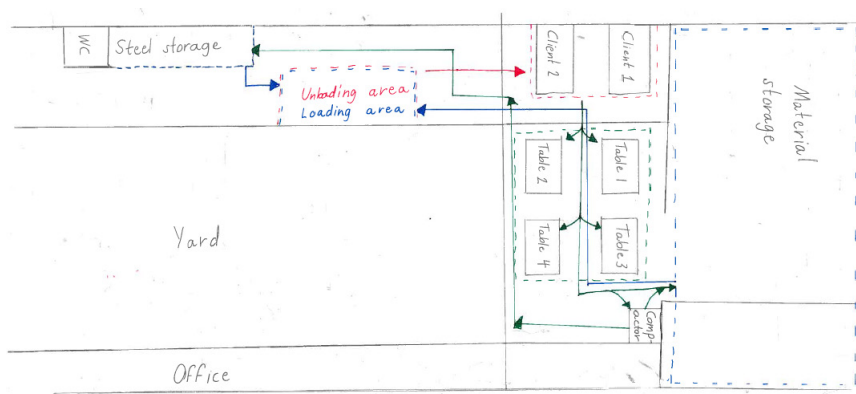 WC
Steel storage
Unloading area
Loading area
Client 2
Client 1
Material
storage
Table 2
Table 1
Table 4
Table 3
Yard
Comp-
actor
Office